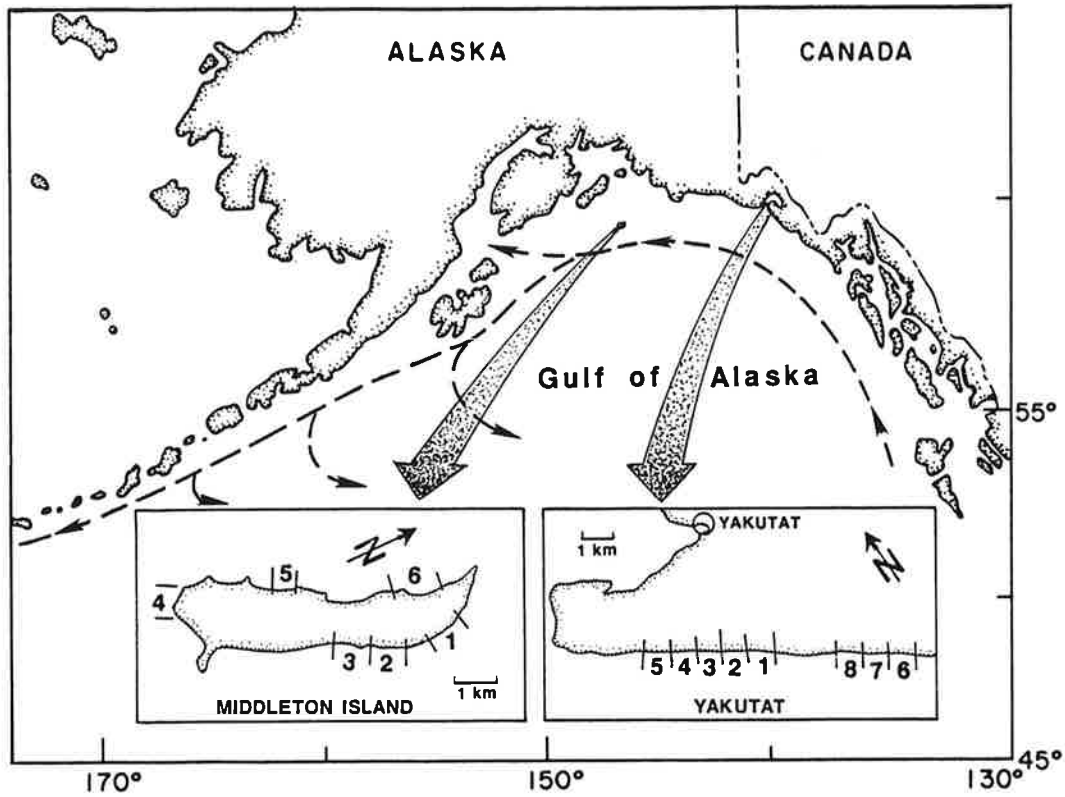 ALASKA
CANADA
Gulf of Alaska
55°
N
5
6
4
3
2
1
1 km
MIDDLETON ISLAND
YAKUTAT
1 km
N
5 4 3 2 1 8 7 6
YAKUTAT
170° 150° 130°
45°